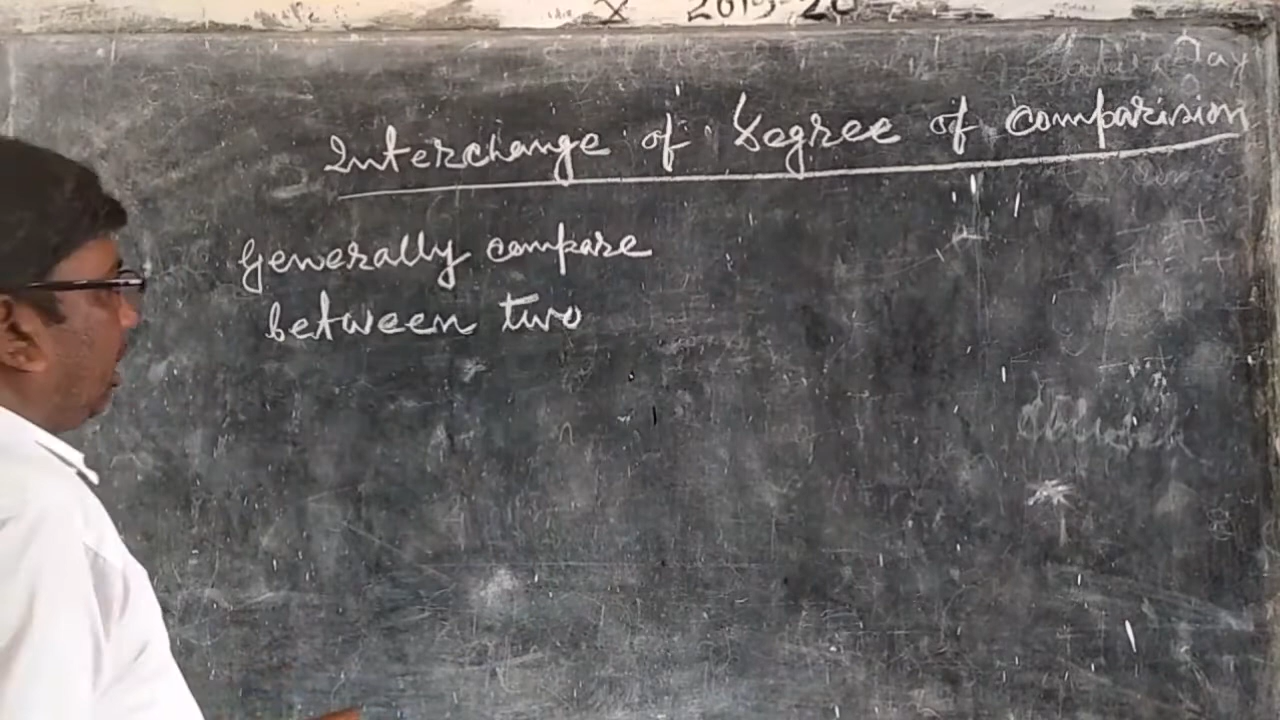 X 2019-20
Interchange of Degree of comparision
Generally compare
between two